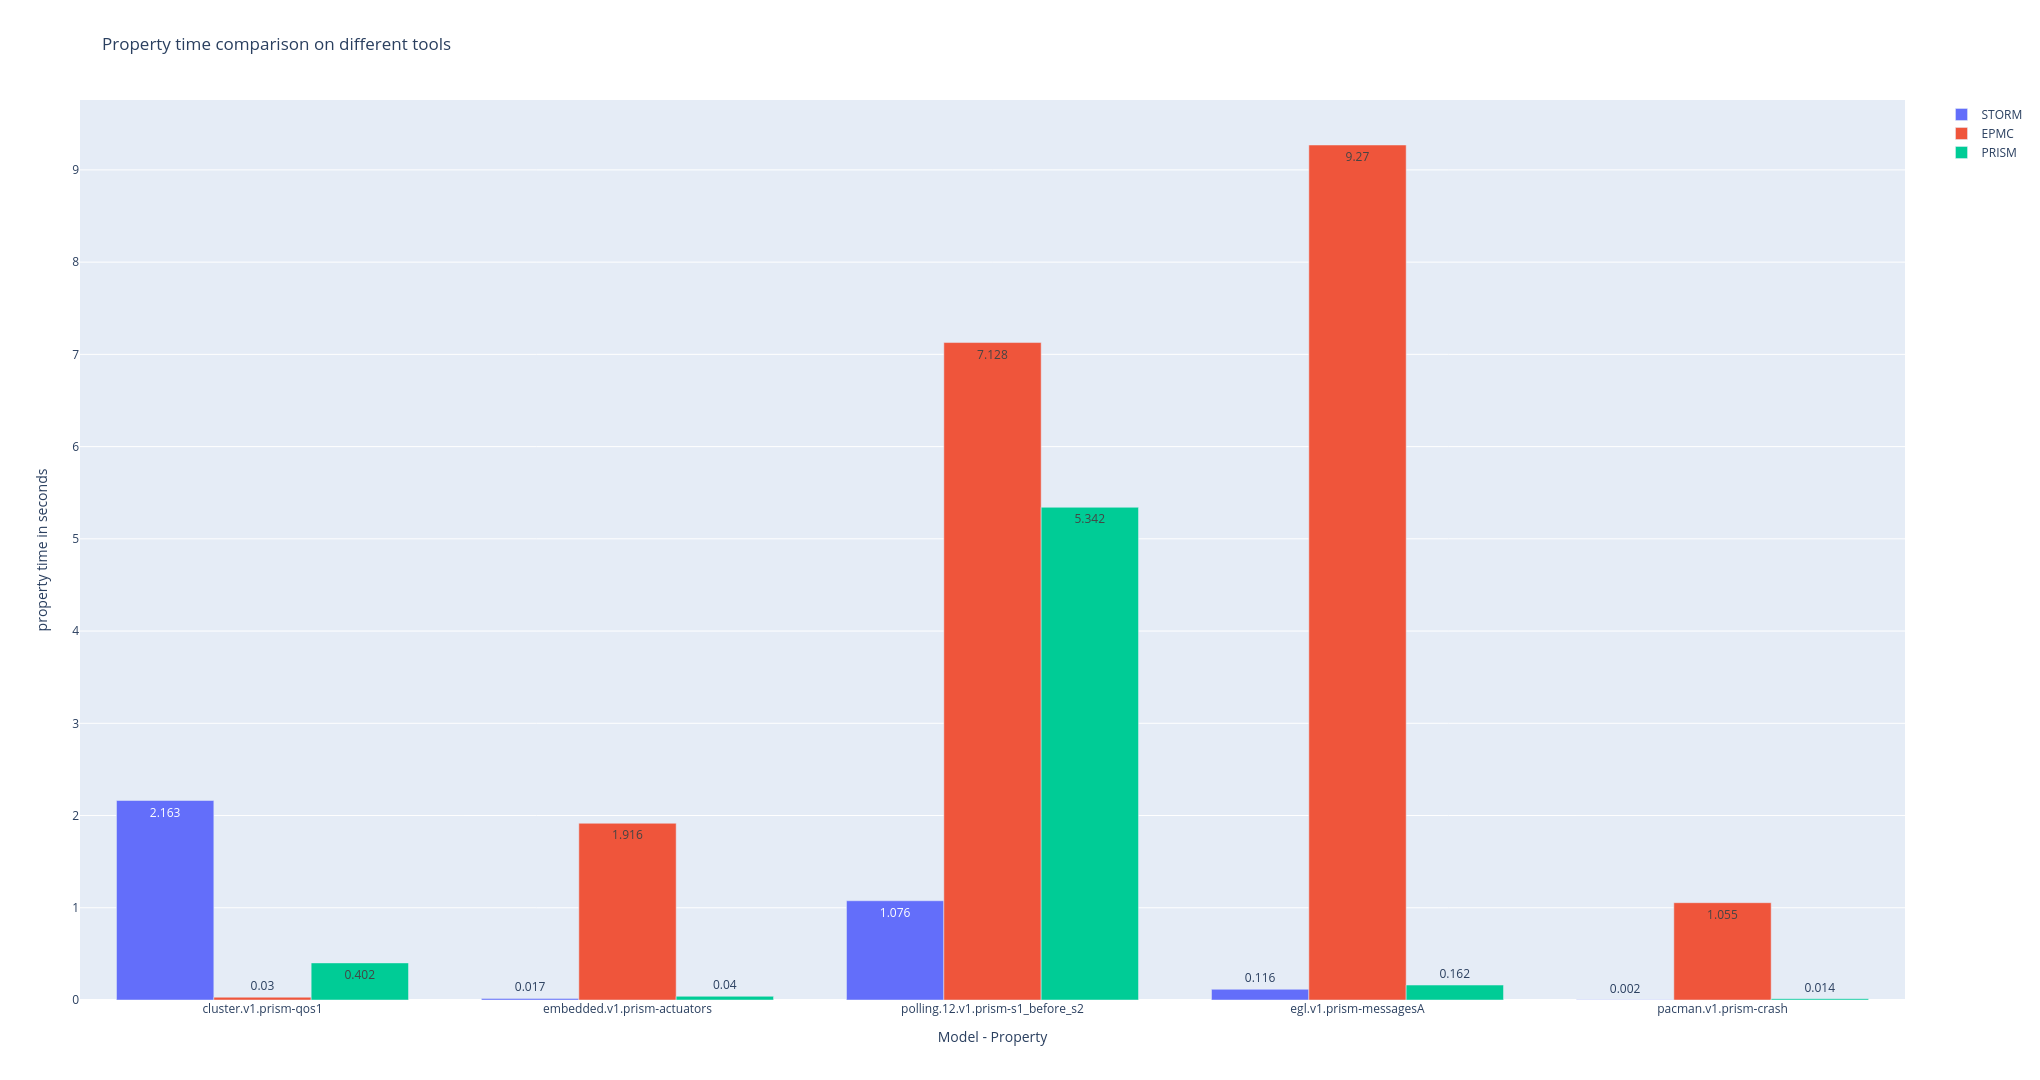 Property time comparison on different tools
STORM
EPMC
PRISM
property time in seconds
9
8
7
6
5
4
3
2
1
0
2.163
0.03
0.402
0.017
1.916
0.04
1.076
7.128
5.342
0.116
9.27
0.162
0.002
1.055
0.014
cluster.v1.prism-qos1
embedded.v1.prism-actuators
polling.12.v1.prism-s1_before_s2
egl.v1.prism-messagesA
pacman.v1.prism-crash
Model - Property